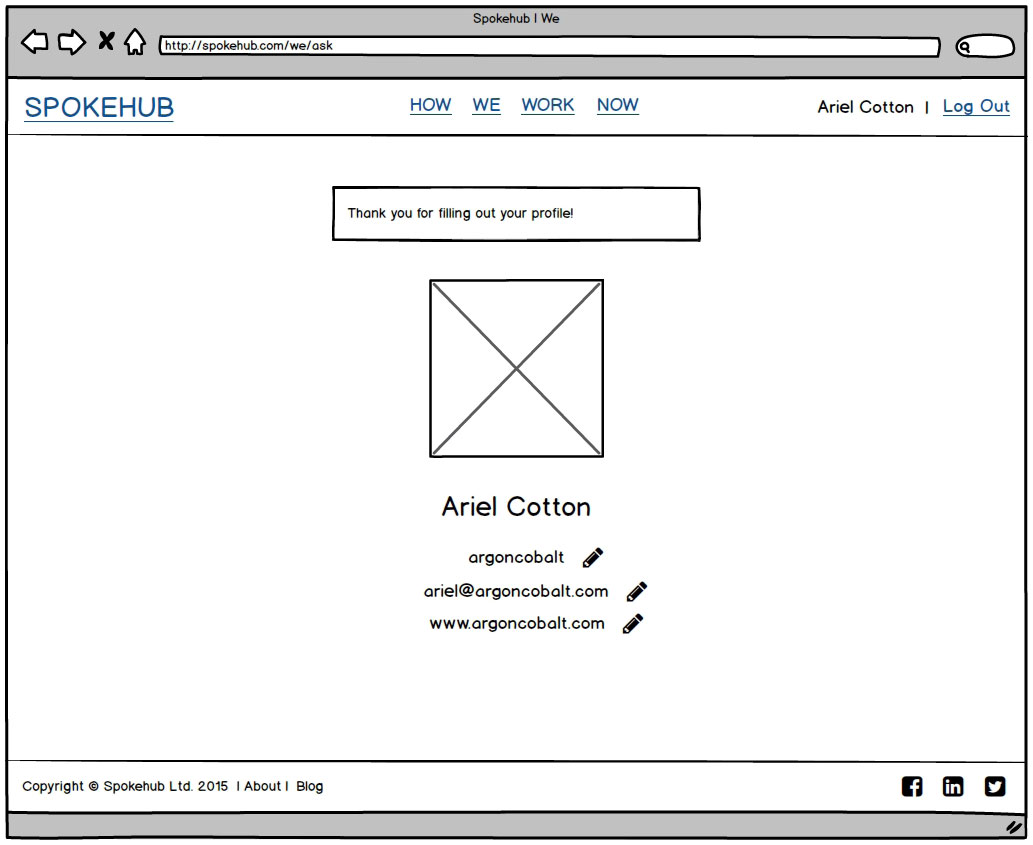 Spokehub | We
http://spokehub.com/we/ask
SPOKEHUB HOW WE WORK NOW Ariel Cotton | Log Out
Thank you for filling out your profile!
Ariel Cotton
argoncobalt
ariel@argoncobalt.com
www.argoncobalt.com
Copyright © Spokehub Ltd. 2015 | About | Blog